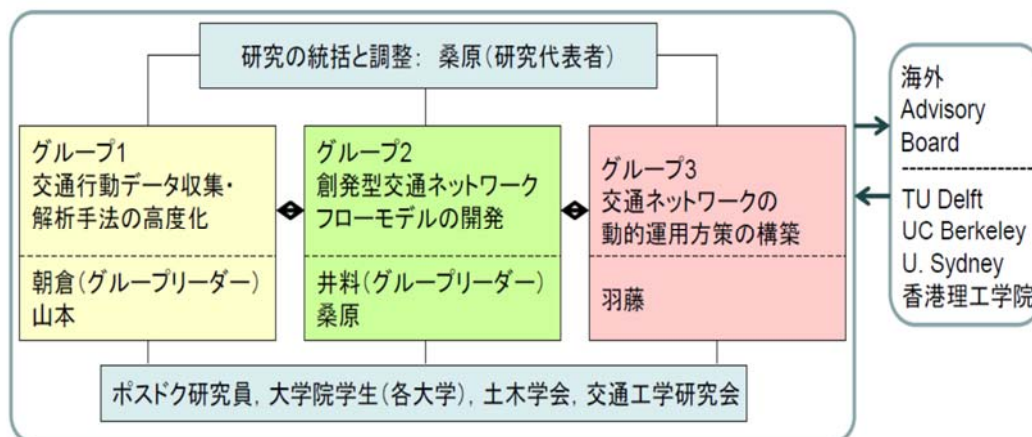 研究の統括と調整: 桑原(研究代表者)
グループ1
交通行動データ収集・
解析手法の高度化
朝倉(グループリーダー)
山本
グループ2
創発型交通ネットワーク
フローモデルの開発
井料(グループリーダー)
桑原
グループ3
交通ネットワークの
動的運用方策の構築
羽藤
ポスドク研究員, 大学院学生(各大学), 土木学会, 交通工学研究会
海外
Advisory
Board
TU Delft
UC Berkeley
U. Sydney
香港理工学院